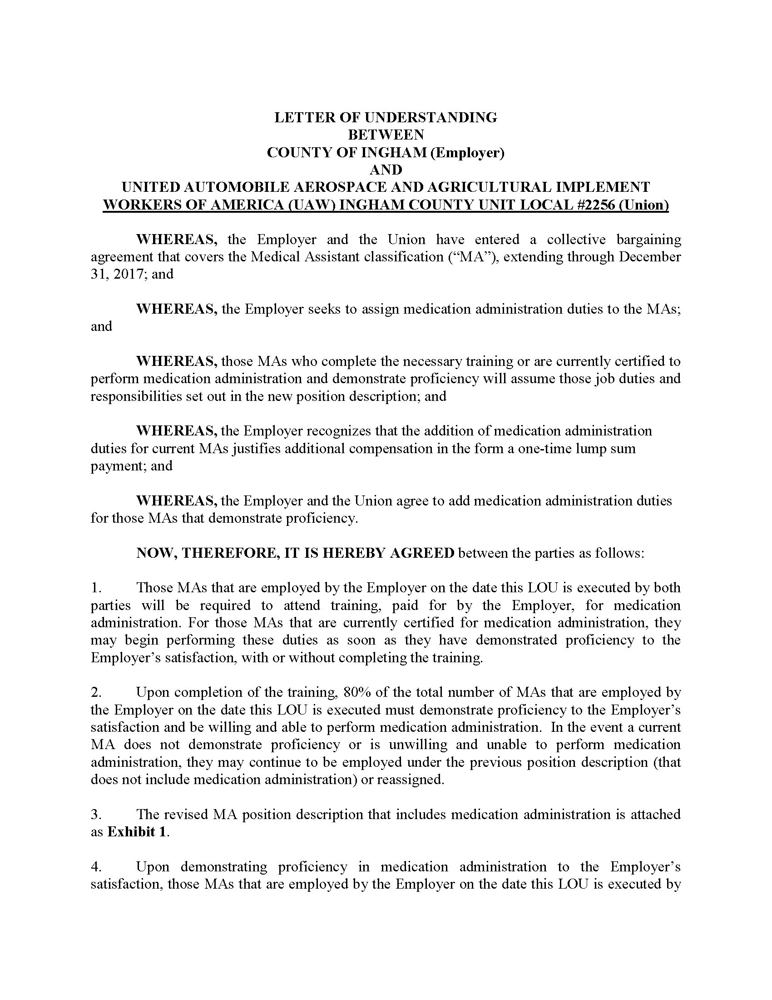 LETTER OF UNDERSTANDING
BETWEEN
COUNTY OF INGHAM (Employer)
AND
UNITED AUTOMOBILE AEROSPACE AND AGRICULTURAL IMPLEMENT
WORKERS OF AMERICA (UAW) INGHAM COUNTY UNIT LOCAL #2256 (Union)
WHEREAS, the Employer and the Union have entered a collective bargaining
agreement that covers the Medical Assistant classification (“MA”), extending through December
31, 2017; and
WHEREAS, the Employer seeks to assign medication administration duties to the MAs;
and
WHEREAS, those MAs who complete the necessary training or are currently certified to
perform medication administration and demonstrate proficiency will assume those job duties and
responsibilities set out in the new position description; and
WHEREAS, the Employer recognizes that the addition of medication administration
duties for current MAs justifies additional compensation in the form a one-time lump sum
payment; and
WHEREAS, the Employer and the Union agree to add medication administration duties
for those MAs that demonstrate proficiency.
NOW, THEREFORE, IT IS HEREBY AGREED between the parties as follows:
1. Those MAs that are employed by the Employer on the date this LOU is executed by both
parties will be required to attend training, paid for by the Employer, for medication
administration. For those MAs that are currently certified for medication administration, they
may begin performing these duties as soon as they have demonstrated proficiency to the
Employer’s satisfaction, with or without completing the training.
2. Upon completion of the training, 80% of the total number of MAs that are employed by
the Employer on the date this LOU is executed must demonstrate proficiency to the Employer’s
satisfaction and be willing and able to perform medication administration. In the event a current
MA does not demonstrate proficiency or is unwilling and unable to perform medication
administration, they may continue to be employed under the previous position description (that
does not include medication administration) or reassigned.
3. The revised MA position description that includes medication administration is attached
as Exhibit 1.
4. Upon demonstrating proficiency in medication administration to the Employer’s
satisfaction, those MAs that are employed by the Employer on the date this LOU is executed by